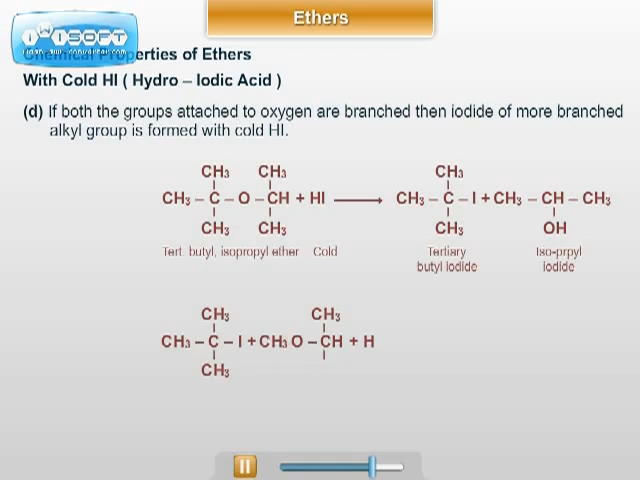 Ethers
Chemical Properties of Ethers
With Cold HI ( Hydro – Iodic Acid )
(d) If both the groups attached to oxygen are branched then iodide of more branched
alkyl group is formed with cold HI.
CH₃ CH₃ CH₃
CH₃ – C – O – CH + HI ⟶ CH₃ – C – I + CH₃ – CH – CH₃
CH₃ CH₃ CH₃ OH
Tert. butyl, isopropyl ether Cold Tertiary Iso-prpyl
butyl iodide iodide
CH₃ CH₃
CH₃ – C – I + CH₃ O – CH + H
CH₃